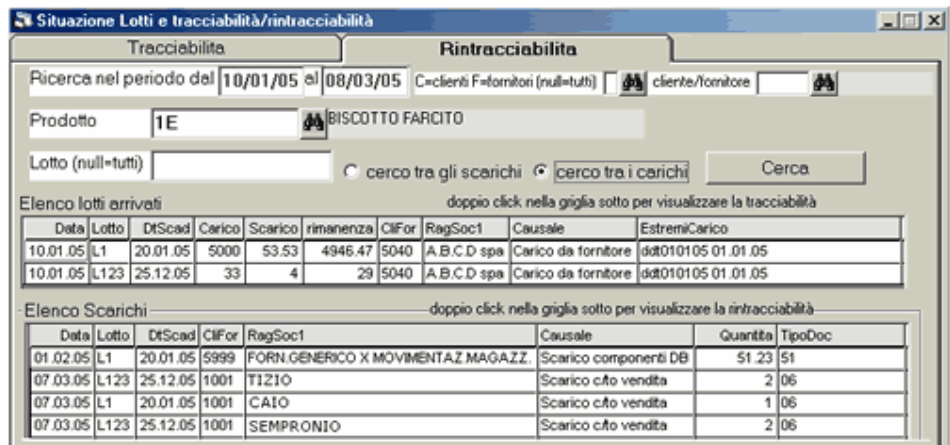 Situazione Lotti e tracciabilità/rintracciabilità
Tracciabilita Rintracciabilita
Ricerca nel periodo dal 10/01/05 al 08/03/05 C=clienti F=fornitori (null=tutti) cliente/fornitore
Prodotto 1E BISCOTTO FARCITO
Lotto (null=tutti) cerco tra gli scarichi cerco tra i carichi Cerca
Elenco lotti arrivati doppio click nella griglia sotto per visualizzare la tracciabilità
Data Lotto DtScad Carico Scarico rimanenza CliFor RagSoc1 Causale EstremiCarico
10.01.05 L1 20.01.05 5000 53.53 4946.47 5040 A.B.C.D spa Carico da fornitore ddt010105 01.01.05
10.01.05 L123 25.12.05 33 4 29 5040 A.B.C.D spa Carico da fornitore ddt010105 01.01.05
Elenco Scarichi doppio click nella griglia sotto per visualizzare la rintracciabilità
Data Lotto DtScad CliFor RagSoc1 Causale Quantita TipoDoc
01.02.05 L1 20.01.05 5999 FORN.GENERICO X MOVIMENTAZ.MAGAZZ. Scarico componenti DB 51.23 51
07.03.05 L123 25.12.05 1001 TIZIO Scarico c/to vendita 2 06
07.03.05 L1 20.01.05 1001 CAIO Scarico c/to vendita 1 06
07.03.05 L123 25.12.05 1001 SEMPRONIO Scarico c/to vendita 2 06